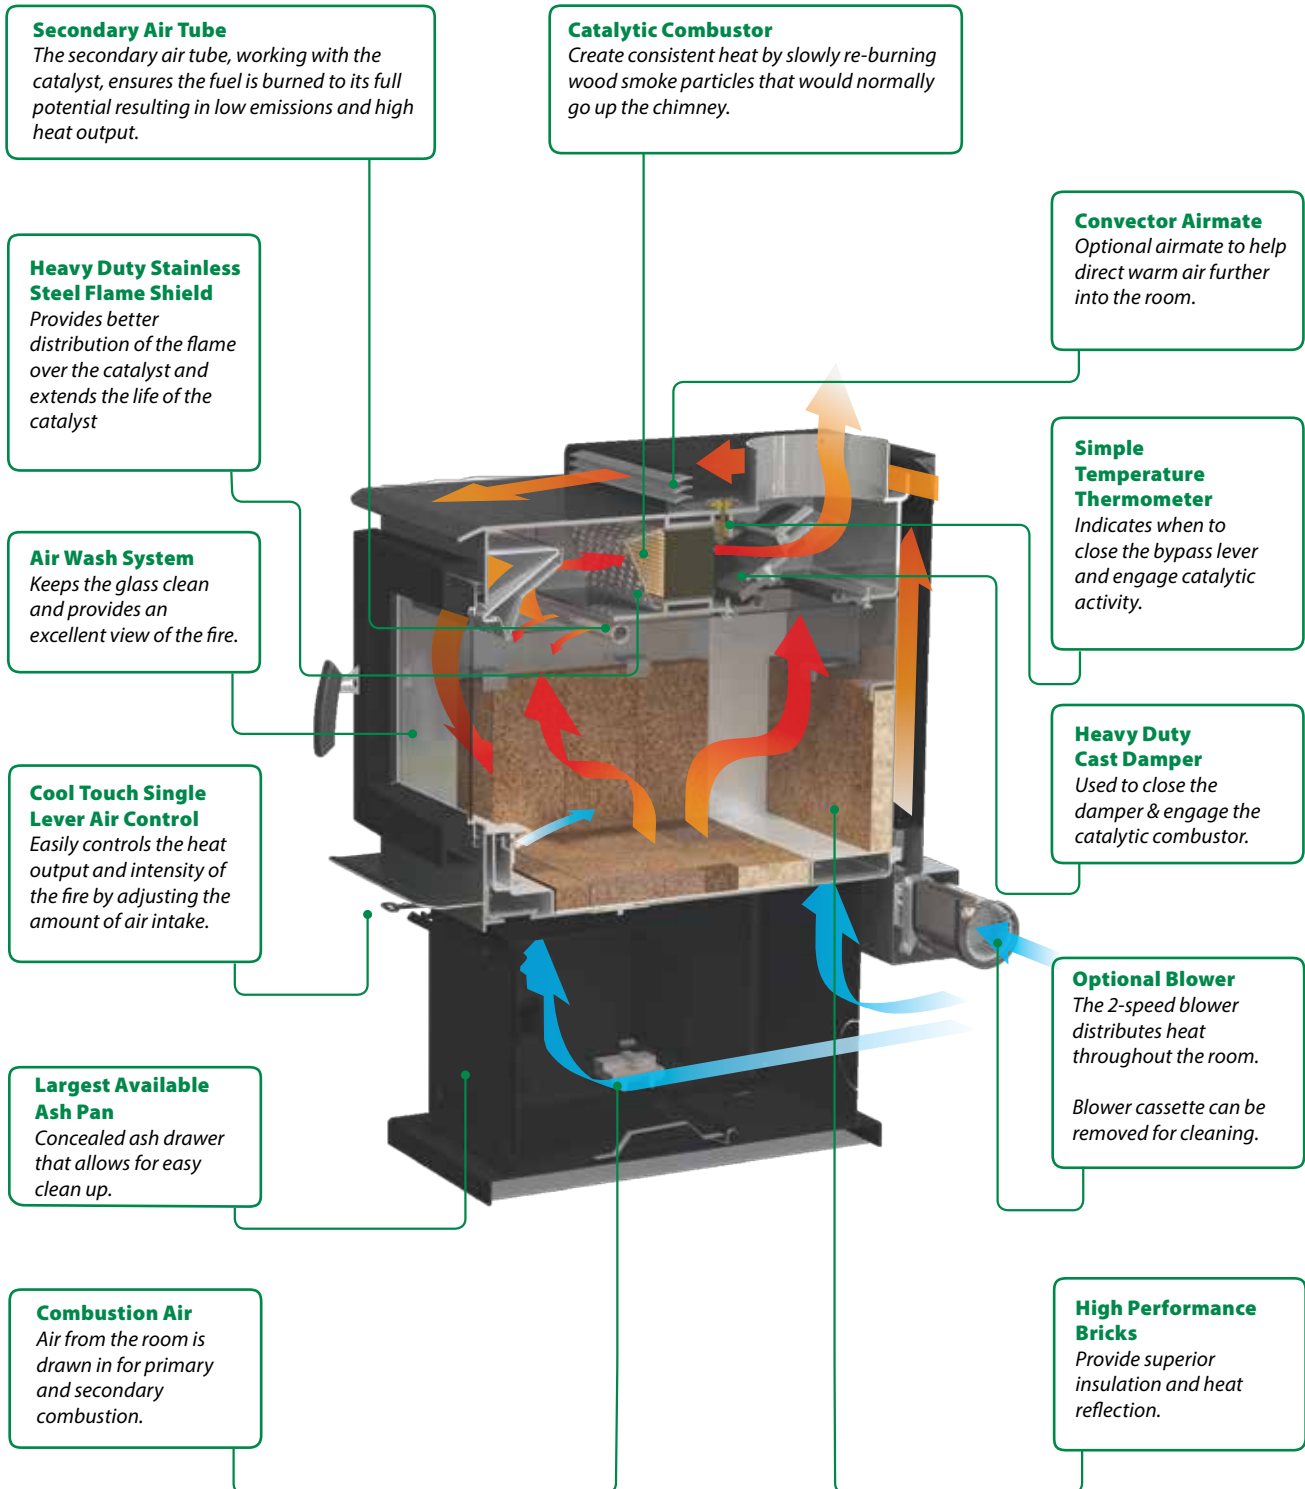 Secondary Air Tube
The secondary air tube, working with the
catalyst, ensures the fuel is burned to its full
potential resulting in low emissions and high
heat output.
Catalytic Combustor
Create consistent heat by slowly re-burning
wood smoke particles that would normally
go up the chimney.
Convector Airmate
Optional airmate to help
direct warm air further
into the room.
Heavy Duty Stainless
Steel Flame Shield
Provides better
distribution of the flame
over the catalyst and
extends the life of the
catalyst
Simple
Temperature
Thermometer
Indicates when to
close the bypass lever
and engage catalytic
activity.
Air Wash System
Keeps the glass clean
and provides an
excellent view of the fire.
Heavy Duty
Cast Damper
Used to close the
damper & engage the
catalytic combustor.
Cool Touch Single
Lever Air Control
Easily controls the heat
output and intensity of
the fire by adjusting the
amount of air intake.
Optional Blower
The 2-speed blower
distributes heat
throughout the room.
Blower cassette can be
removed for cleaning.
Largest Available
Ash Pan
Concealed ash drawer
that allows for easy
clean up.
Combustion Air
Air from the room is
drawn in for primary
and secondary
combustion.
High Performance
Bricks
Provide superior
insulation and heat
reflection.